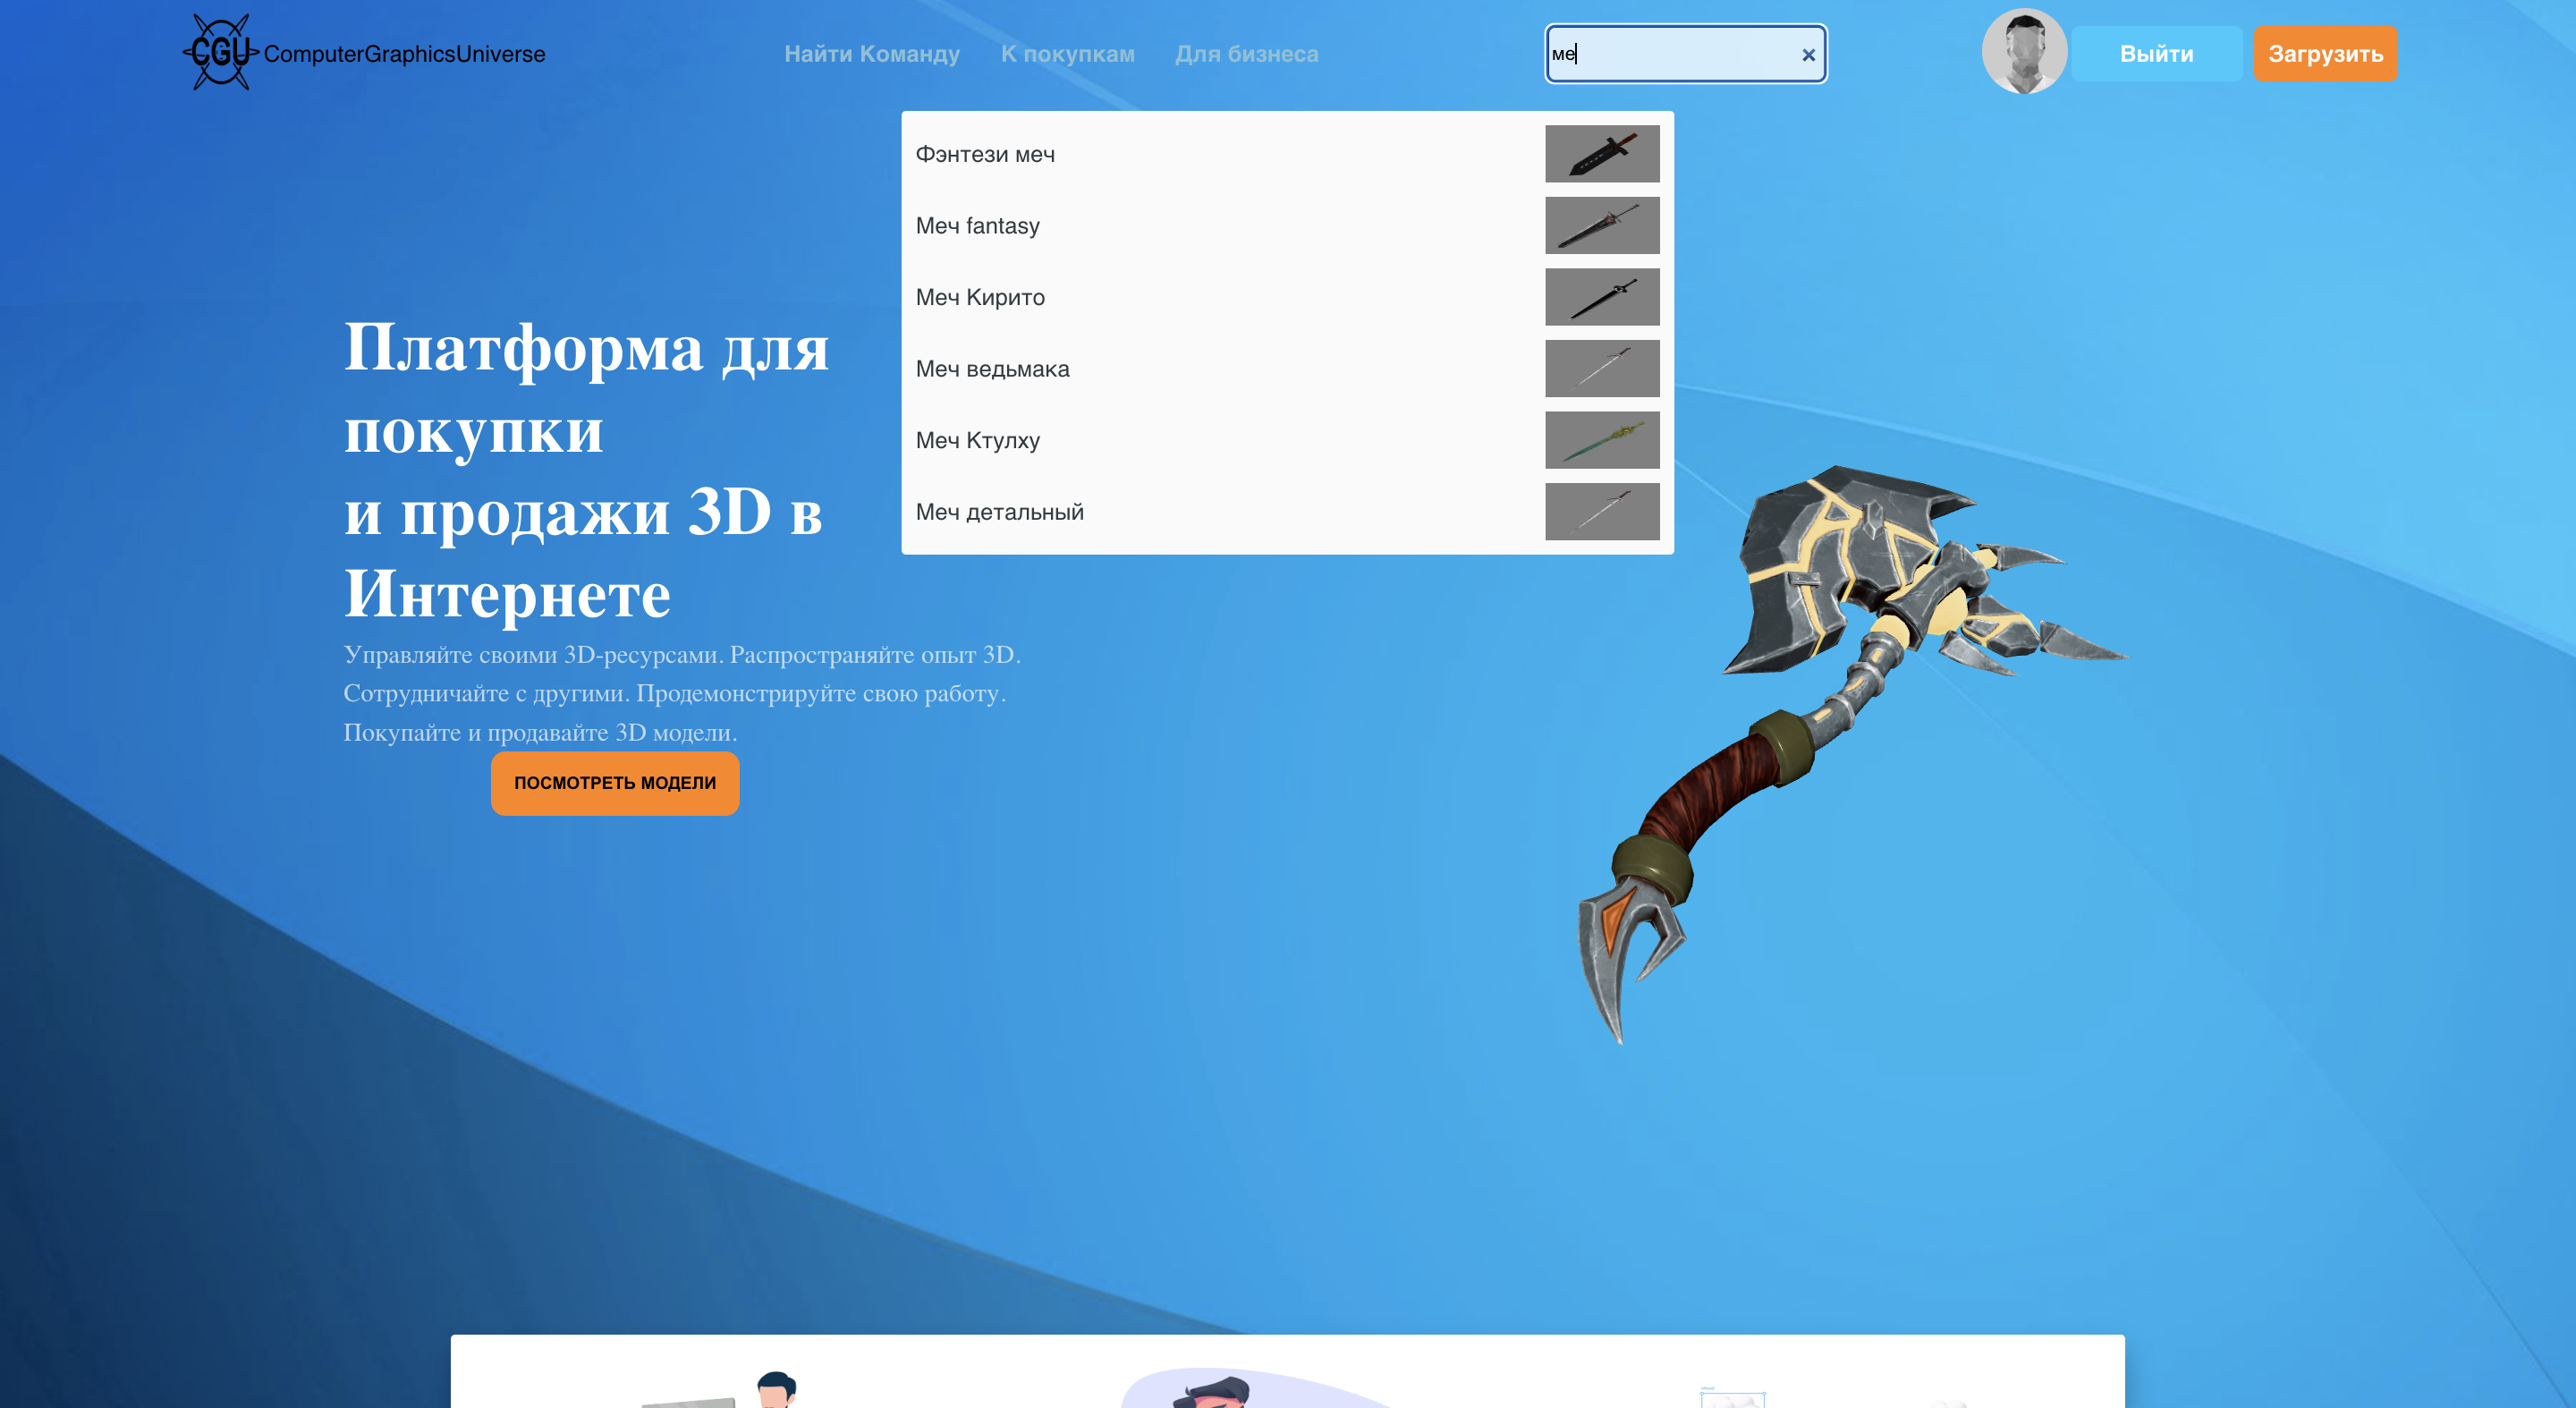 CGU ComputerGraphicsUniverse
Найти Команду К покупкам Для бизнеса
ме ×
Выйти Загрузить
Фэнтези меч
Меч fantasy
Меч Кирито
Меч ведьмака
Меч Ктулху
Меч детальный
Платформа для
покупки
и продажи 3D в
Интернете
Управляйте своими 3D-ресурсами. Распространяйте опыт 3D.
Сотрудничайте с другими. Продемонстрируйте свою работу.
Покупайте и продавайте 3D модели.
ПОСМОТРЕТЬ МОДЕЛИ